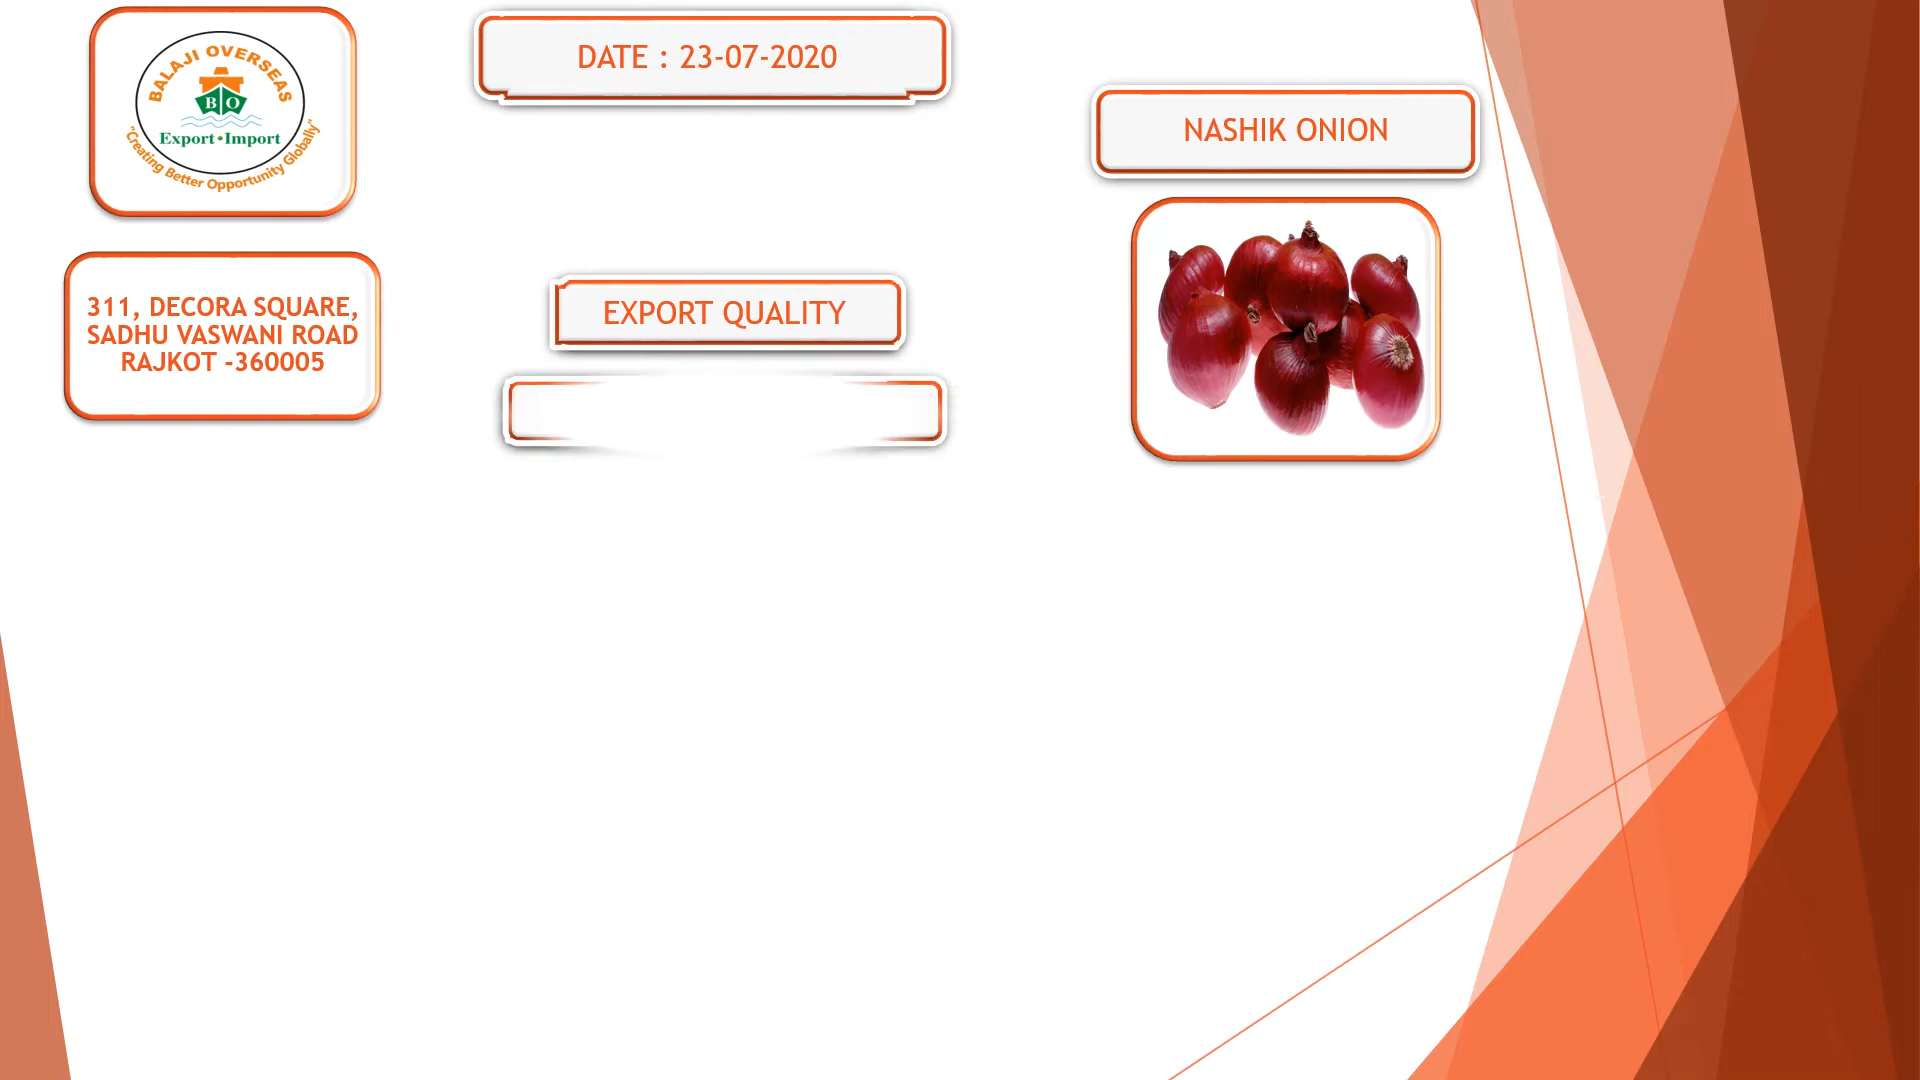 BALAJI OVERSEAS
B O
Export•Import
"Creating Better Opportunity Globally"
DATE : 23-07-2020
NASHIK ONION
311, DECORA SQUARE,
SADHU VASWANI ROAD
RAJKOT -360005
EXPORT QUALITY